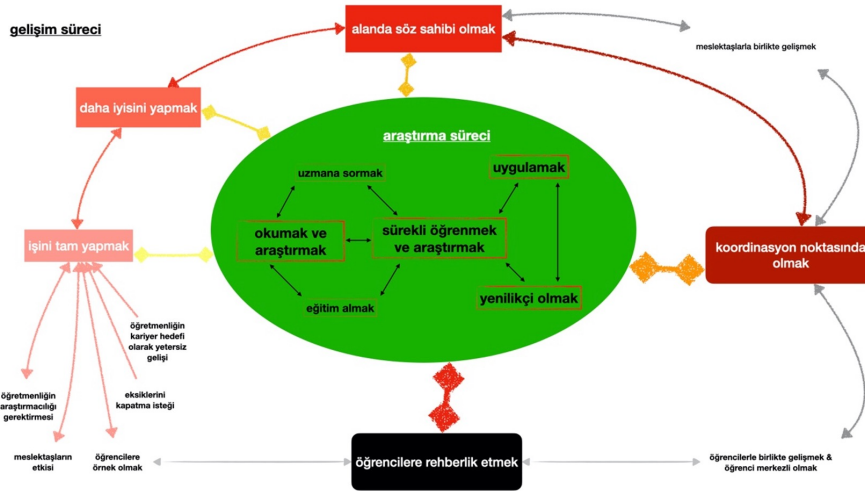 gelişim süreci
alanda söz sahibi olmak
meslektaşlarla birlikte gelişmek
daha iyisini yapmak
araştırma süreci
uzmana sormak
uygulamak
okumak ve
araştırmak
sürekli öğrenmek
ve araştırmak
işini tam yapmak
koordinasyon noktasında
olmak
eğitim almak
yenilikçi olmak
öğretmenliğin
kariyer hedefi
olarak yetersiz
gelişi
öğretmenliğin
araştırmacılığı
gerektirmesi
eksiklerini
kapatma isteği
meslektaşların
etkisi
öğrencilere
örnek olmak
öğrencilere rehberlik etmek
öğrencilerle birlikte gelişmek &
öğrenci merkezli olmak